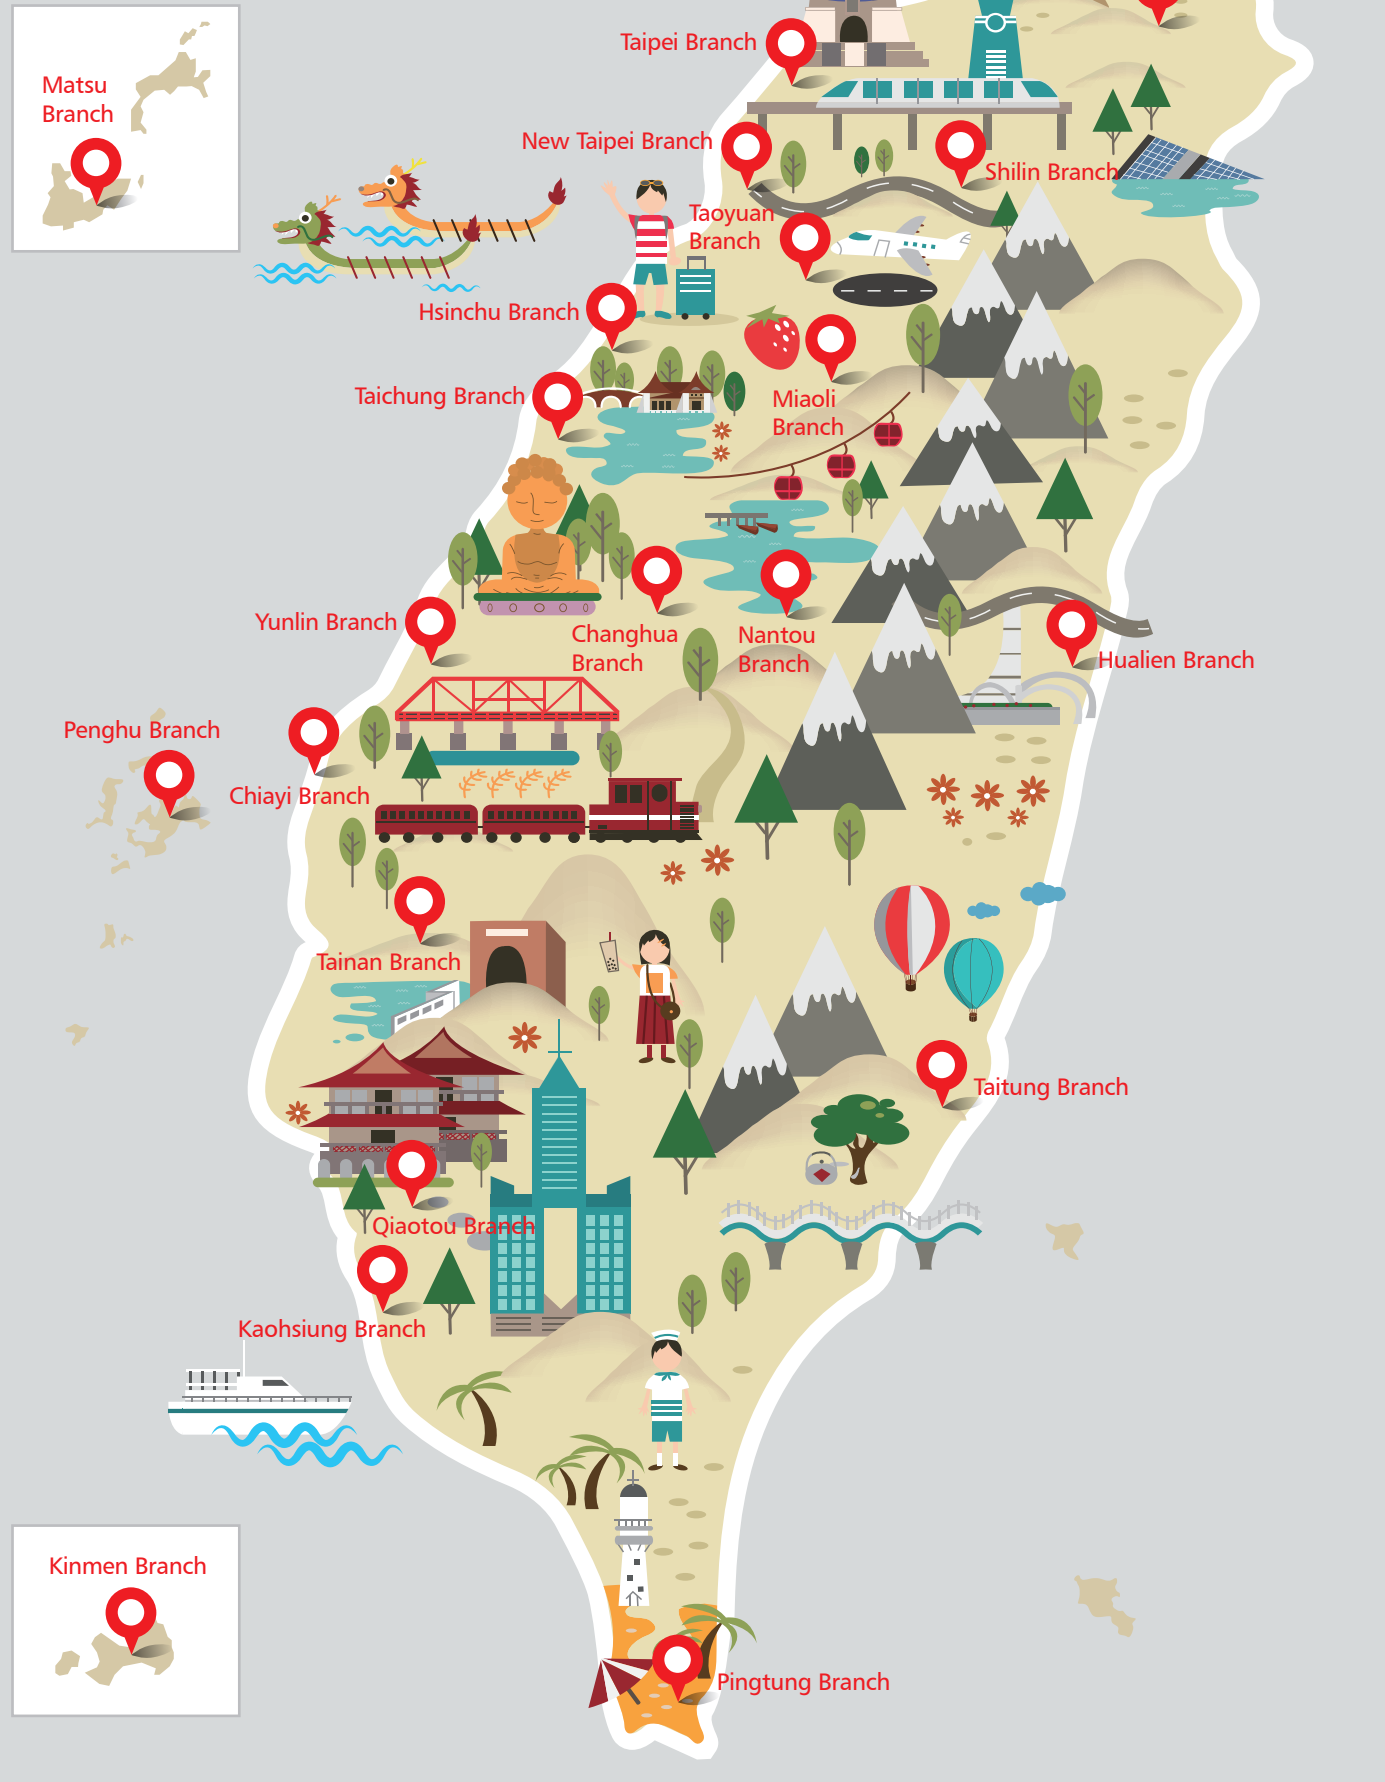 Taipei Branch
Matsu
Branch
New Taipei Branch
Shilin Branch
Taoyuan
Branch
Hsinchu Branch
Taichung Branch
Miaoli
Branch
Yunlin Branch
Changhua
Branch
Nantou
Branch
Hualien Branch
Penghu Branch
Chiayi Branch
Tainan Branch
Taitung Branch
Qiaotou Branch
Kaohsiung Branch
Kinmen Branch
Pingtung Branch